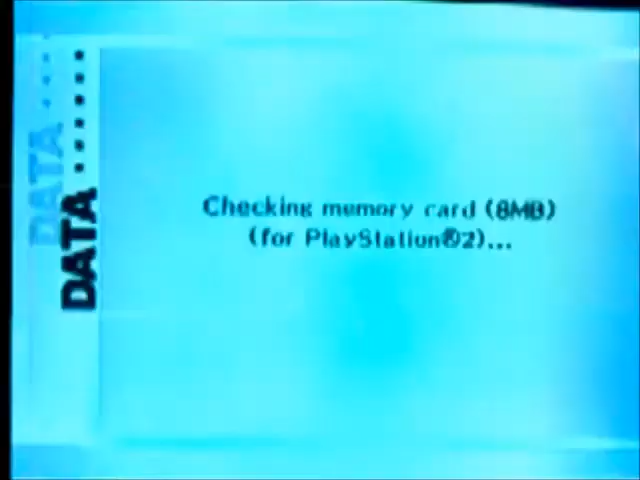 DATA ......
DATA ....
Checking memory card (8MB)
(for PlayStation®2)...